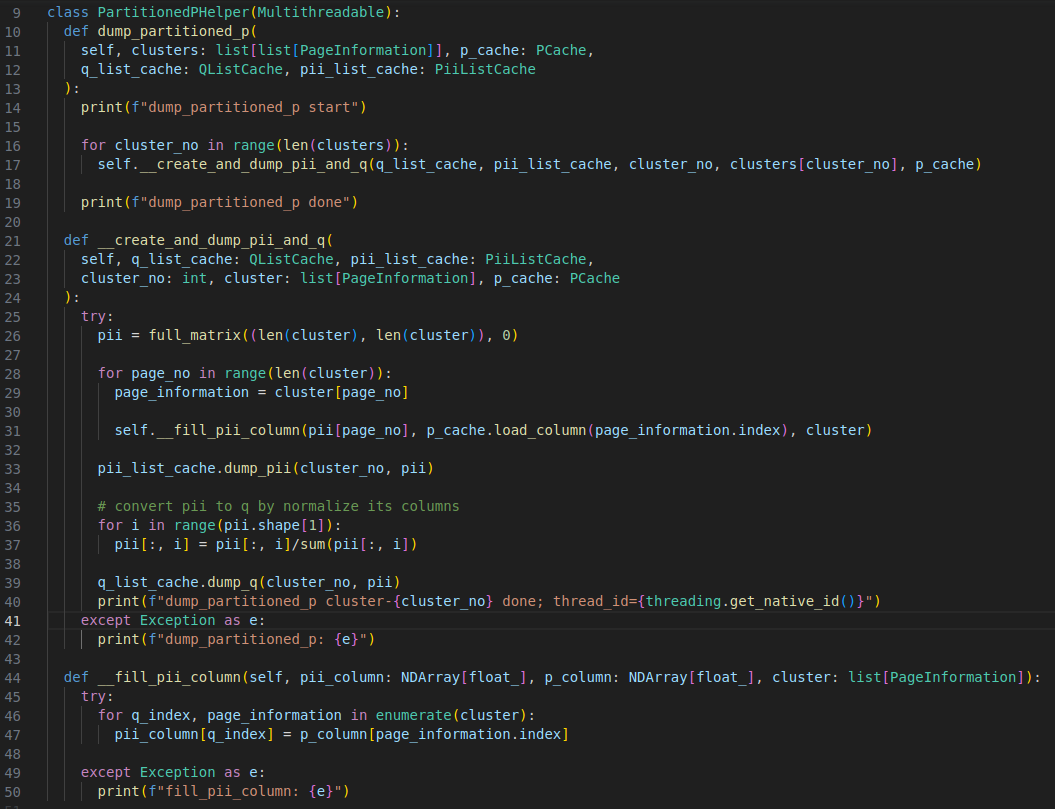 9 class PartitionedPHelper(Multithreadable):
10 def dump_partitioned_p(
11 self, clusters: list[list[PageInformation]], p_cache: PCache,
12 q_list_cache: QListCache, pii_list_cache: PiiListCache
13 ):
14 print(f"dump_partitioned_p start")
15
16 for cluster_no in range(len(clusters)):
17 self.__create_and_dump_pii_and_q(q_list_cache, pii_list_cache, cluster_no, clusters[cluster_no], p_cache)
18
19 print(f"dump_partitioned_p done")
20
21 def __create_and_dump_pii_and_q(
22 self, q_list_cache: QListCache, pii_list_cache: PiiListCache,
23 cluster_no: int, cluster: list[PageInformation], p_cache: PCache
24 ):
25 try:
26 pii = full_matrix((len(cluster), len(cluster)), 0)
27
28 for page_no in range(len(cluster)):
29 page_information = cluster[page_no]
30
31 self.__fill_pii_column(pii[page_no], p_cache.load_column(page_information.index), cluster)
32
33 pii_list_cache.dump_pii(cluster_no, pii)
34
35 # convert pii to q by normalize its columns
36 for i in range(pii.shape[1]):
37 pii[:, i] = pii[:, i]/sum(pii[:, i])
38
39 q_list_cache.dump_q(cluster_no, pii)
40 print(f"dump_partitioned_p cluster-{cluster_no} done; thread_id={threading.get_native_id()}")
41 except Exception as e:
42 print(f"dump_partitioned_p: {e}")
43
44 def __fill_pii_column(self, pii_column: NDArray[float_], p_column: NDArray[float_], cluster: list[PageInformation]):
45 try:
46 for q_index, page_information in enumerate(cluster):
47 pii_column[q_index] = p_column[page_information.index]
48
49 except Exception as e:
50 print(f"fill_pii_column: {e}")